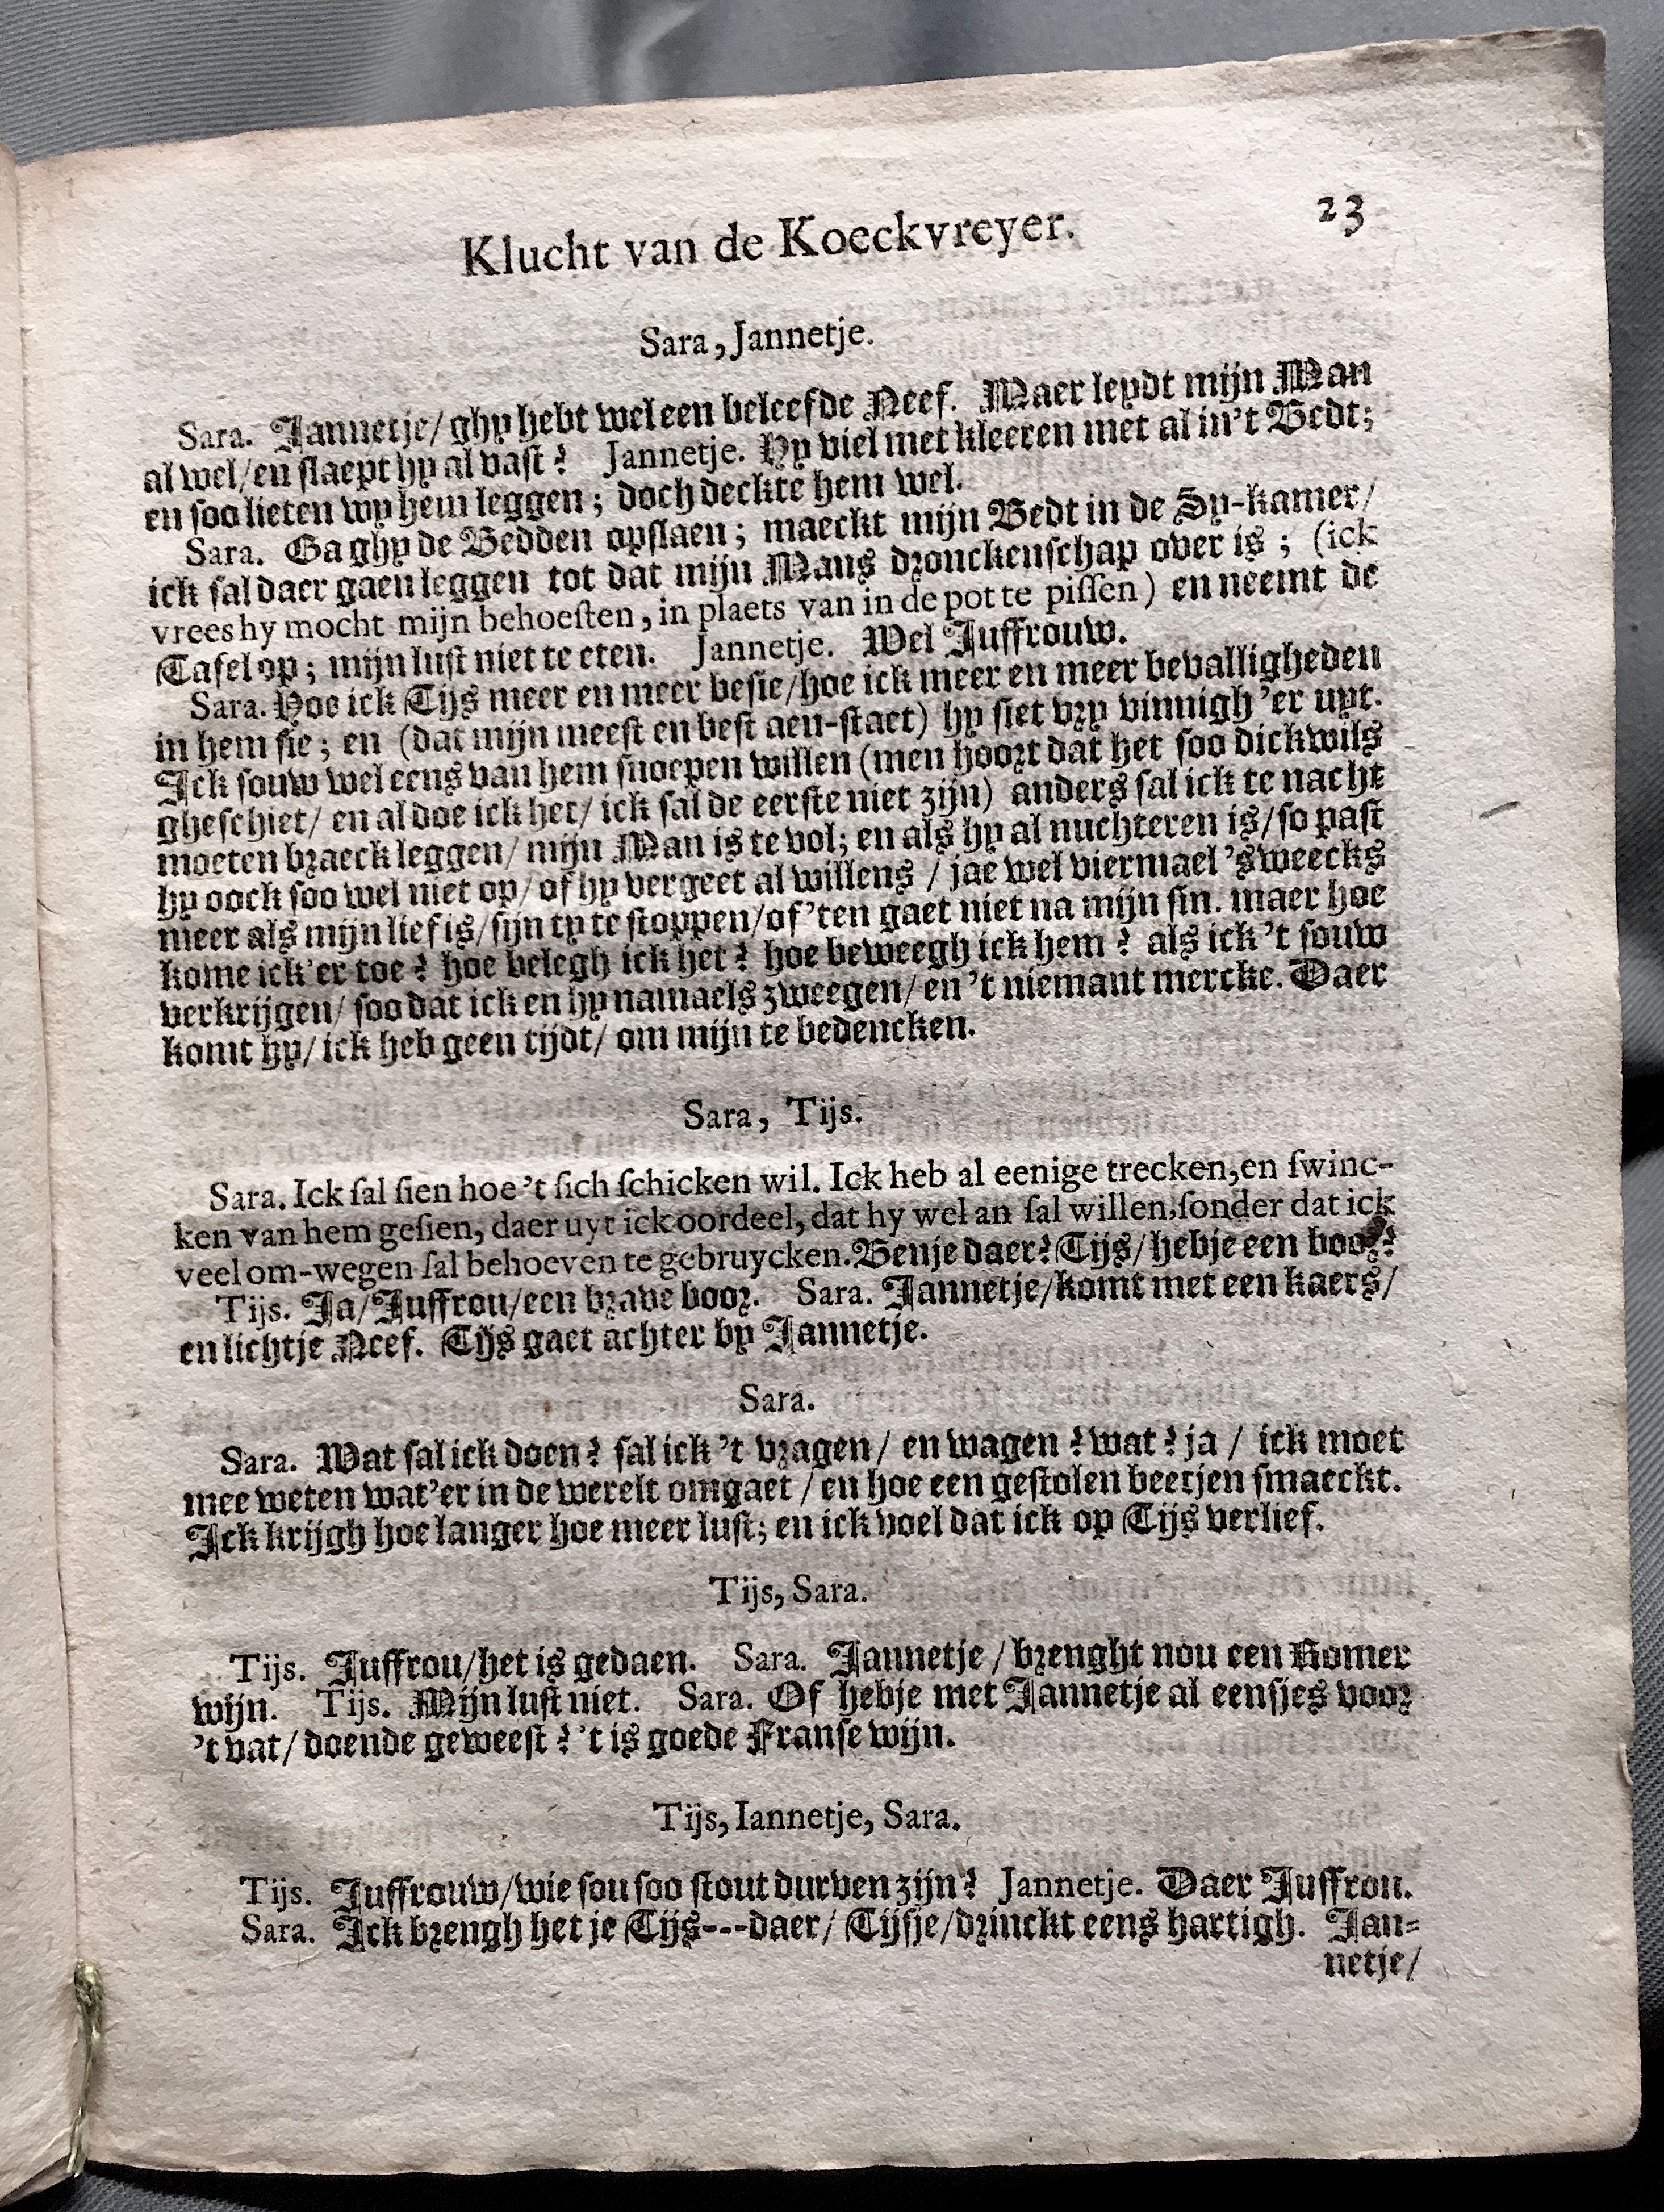 Klucht van de Koeckvreyer. 23
Sara, Jannetje.
Sara. Jannetje/ ghy hebt wel een beleefde Neef. Maer leydt mijn Man
al wel/ en slaept hy al vast? Jannetje. Hy viel met kleeren met al in 't Bedt;
en soo lieten wy hem leggen; doch deckte hem wel.
Sara. Ga ghy de Bedden opslaen; maeckt mijn Bedt in de Sy-kamer/
ick sal daer gaen leggen tot dat mijn Mans dronckenschap over is; (ick
vrees hy mocht mijn behoesten, in plaets van in de pot te pissen) en neemt de
Tafel op; mijn lust niet te eten. Jannetje. Wel Juffrouw.
Sara. Hoe ick Tijs meer en meer besie/ hoe ick meer en meer bevalligheden
in hem sie; en (dat mijn meest en best aen-staet) hy siet vry vinnigh 'er uyt.
Ick souw wel eens van hem snoepen willen (men hoort dat het soo dickwils
gheschiet/ en al doe ick het/ ick sal de eerste niet zijn) anders sal ick te nacht
moeten braeck leggen/ mijn Man is te vol; en als hy al nuchteren is/ so past
hy oock soo wel niet op/ of hy vergeet al willens / jae wel viermael 's weecks
meer als mijn lief is/ sijn ty te stoppen/ of 'ten gaet niet na mijn sin. maer hoe
kome ick 'er toe? hoe belegh ick het? hoe beweegh ick hem? als ick 't souw
verkrijgen/ soo dat ick en hy namaels zweegen/ en 't niemant mercke. Daer
komt hy/ ick heb geen tijdt/ om mijn te bedencken.
Sara, Tijs.
Sara. Ick sal sien hoe 't sich schicken wil. Ick heb al eenige trecken, en swinc-
ken van hem gesien, daer uyt ick oordeel, dat hy wel an sal willen, sonder dat ick
veel om-wegen sal behoeven te gebruycken. Benje daer? Tijs/ hebje een boor?
Tijs. Ja/ Juffrou/ een brave boor. Sara. Jannetje/ komt met een kaers/
en lichtje Neef. Tijs gaet achter by Jannetje.
Sara.
Sara. Wat sal ick doen? sal ick 't vragen/ en wagen? wat? ja / ick moet
mee weten wat 'er in de werelt omgaet / en hoe een gestolen beetjen smaeckt.
Ick krijgh hoe langer hoe meer lust; en ick voel dat ick op Tijs verlief.
Tijs, Sara.
Tijs. Juffrou/ het is gedaen. Sara. Jannetje / brenght nou een Romer
wijn. Tijs. Mijn lust niet. Sara. Of hebje met Jannetje al eensjes voor
't vat/ doende geweest? 't is goede Franse wijn.
Tijs, Iannetje, Sara.
Tijs. Juffrouw/ wie sou soo stout durven zijn? Jannetje. Daer Juffrou.
Sara. Ick brengh het je Tijs---daer/ Tijsje/ drinckt eens hartigh. Jan-
netje/